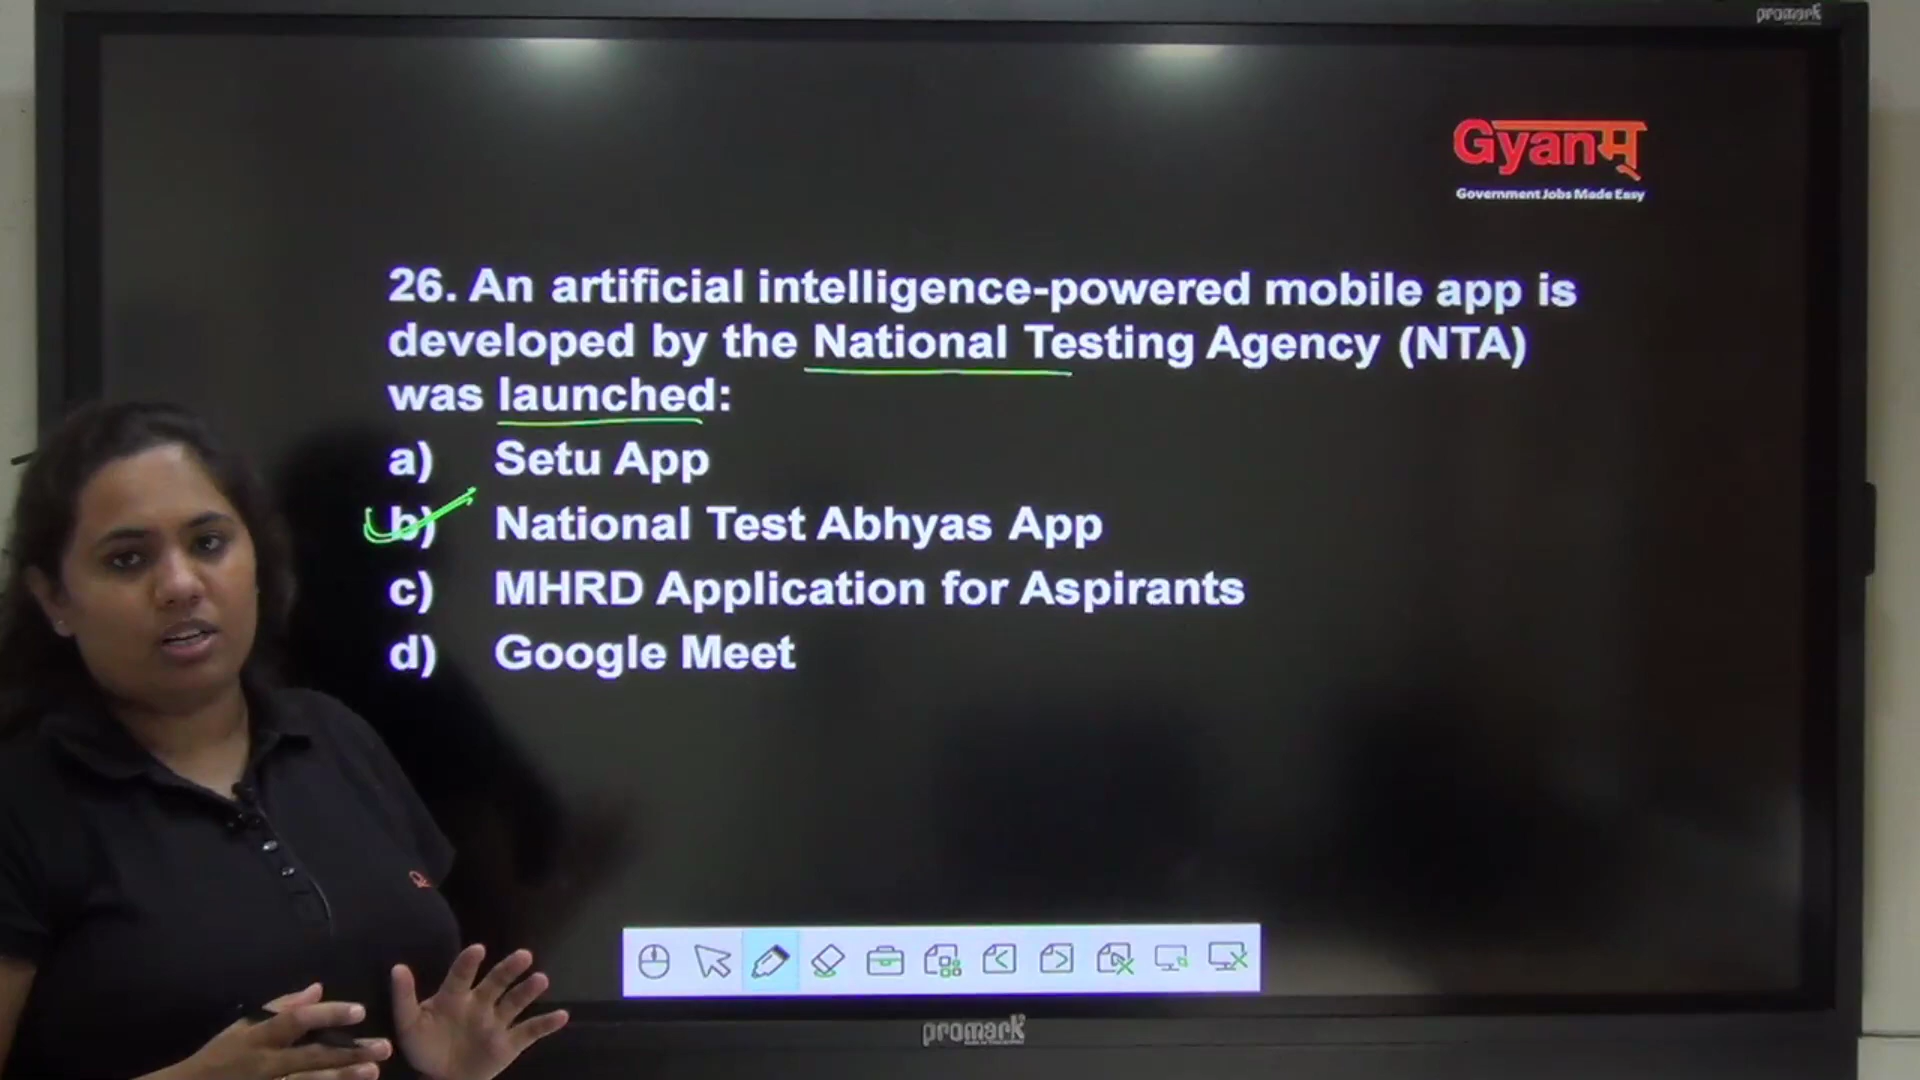 promark
Gyanम्
Government Jobs Made Easy
26. An artificial intelligence-powered mobile app is
developed by the National Testing Agency (NTA)
was launched:
a) Setu App
b) National Test Abhyas App
c) MHRD Application for Aspirants
d) Google Meet
promark